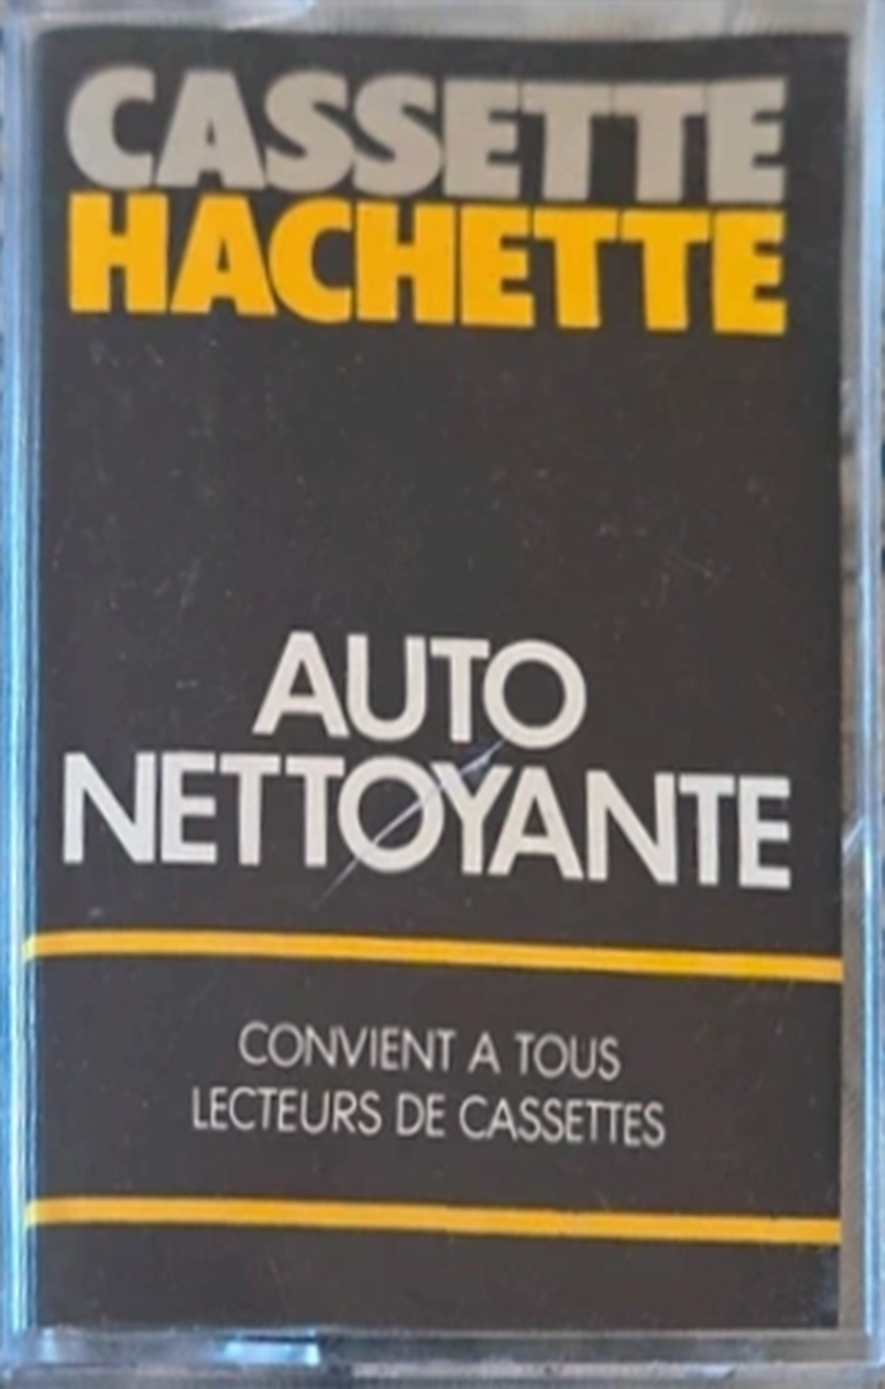 CASSETTE
HACHETTE
AUTO
NETTOYANTE
CONVIENT A TOUS
LECTEURS DE CASSETTES